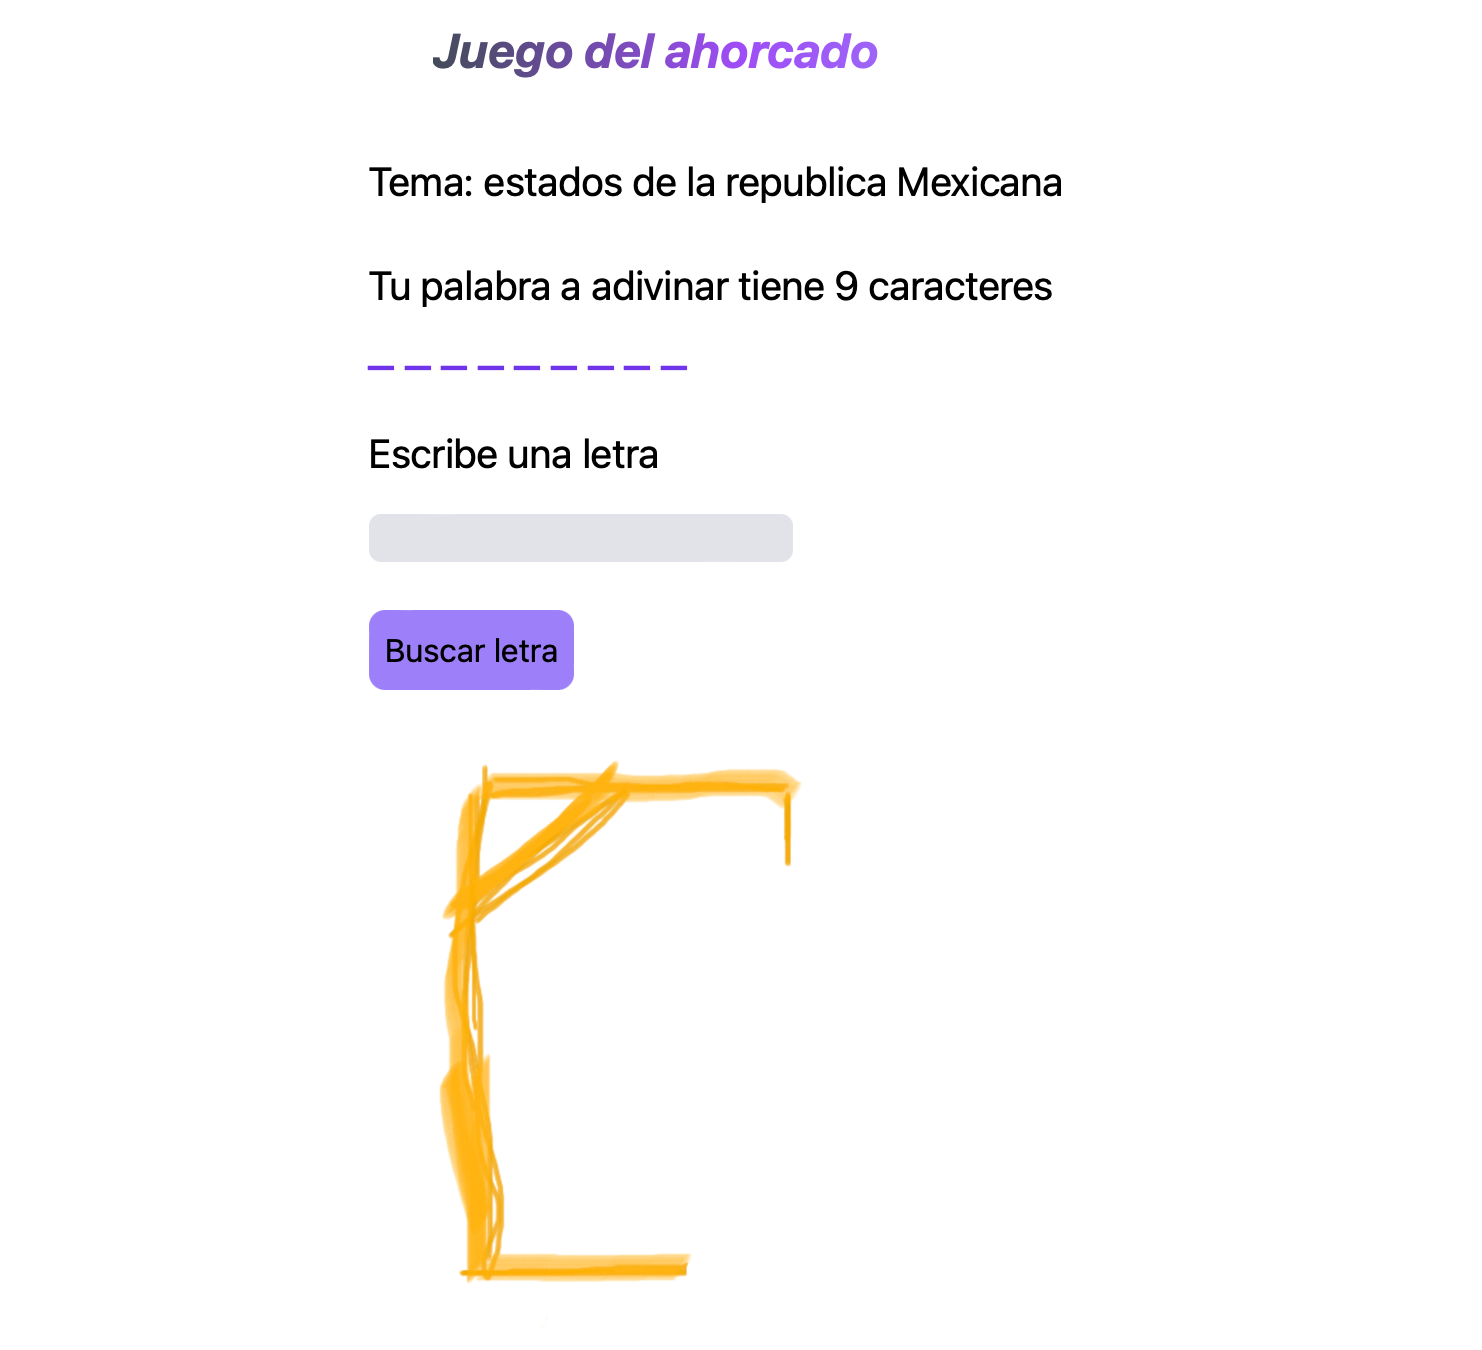 Juego del ahorcado
Tema: estados de la republica Mexicana
Tu palabra a adivinar tiene 9 caracteres
_ _ _ _ _ _ _ _ _
Escribe una letra
Buscar letra